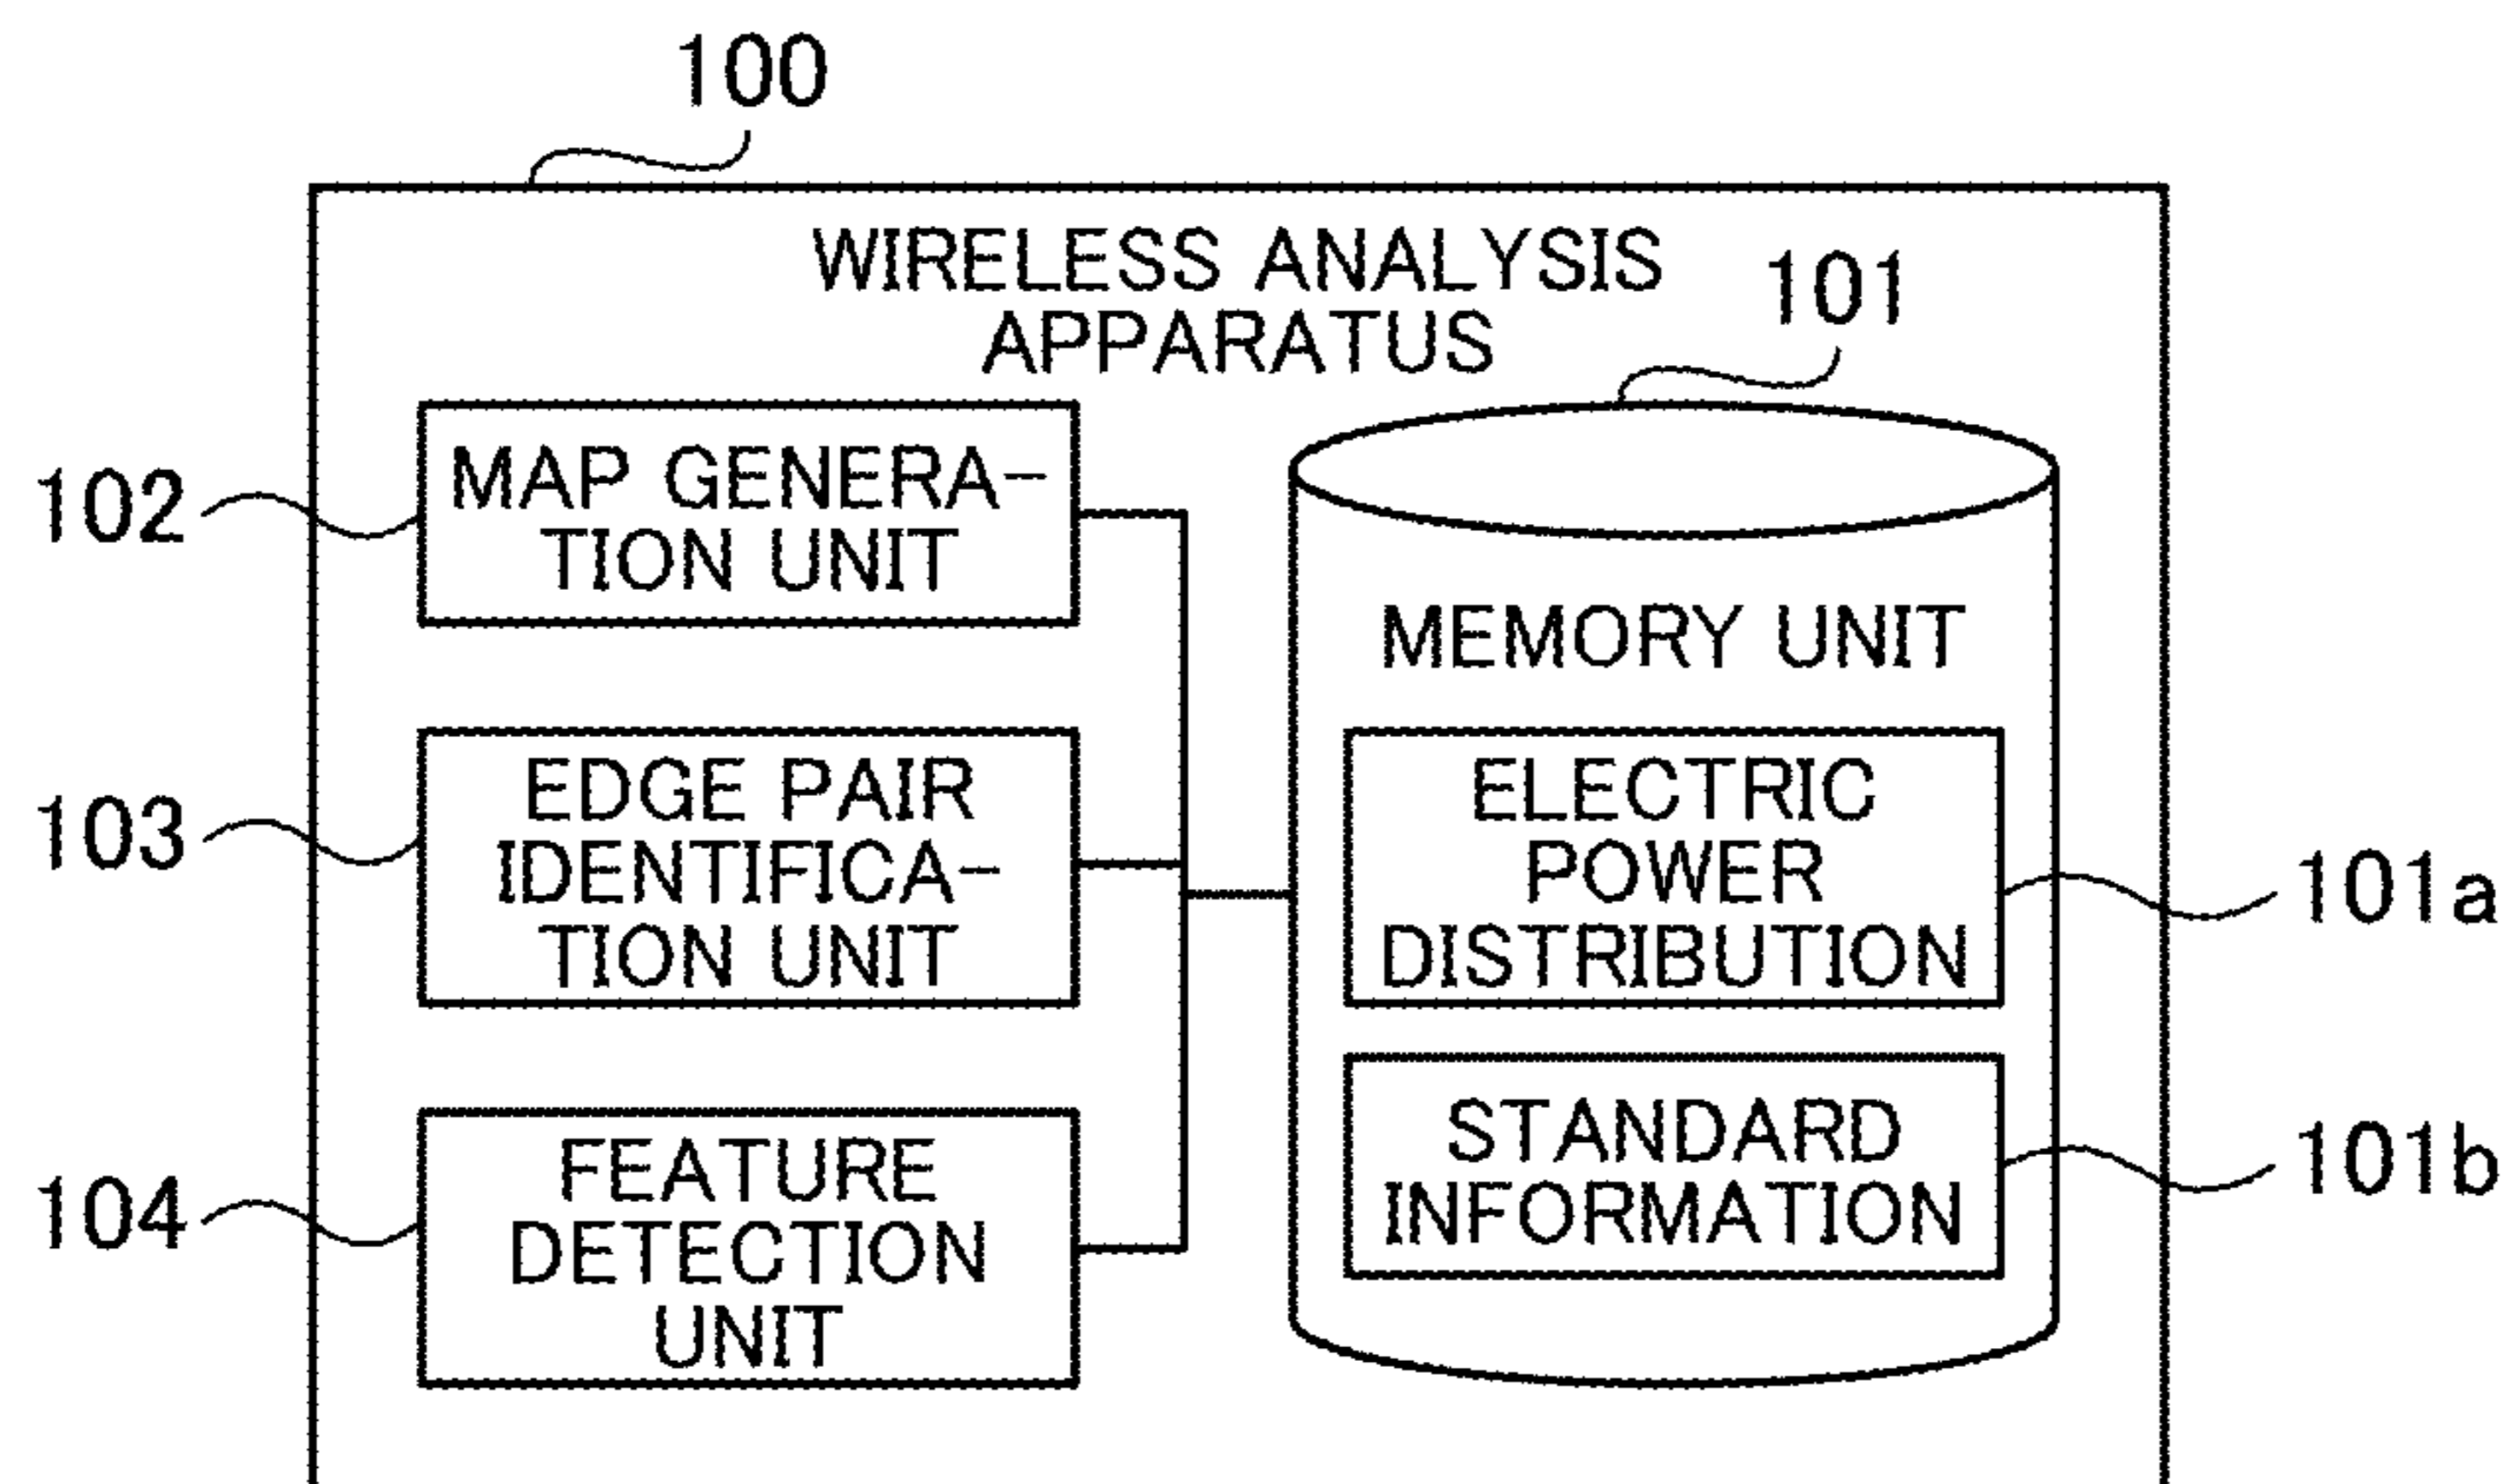 100
WIRELESS ANALYSIS
APPARATUS
101
102
MAP GENERA-
TION UNIT
MEMORY UNIT
103
EDGE PAIR
IDENTIFICA-
TION UNIT
ELECTRIC
POWER
DISTRIBUTION
101a
104
FEATURE
DETECTION
UNIT
STANDARD
INFORMATION
101b